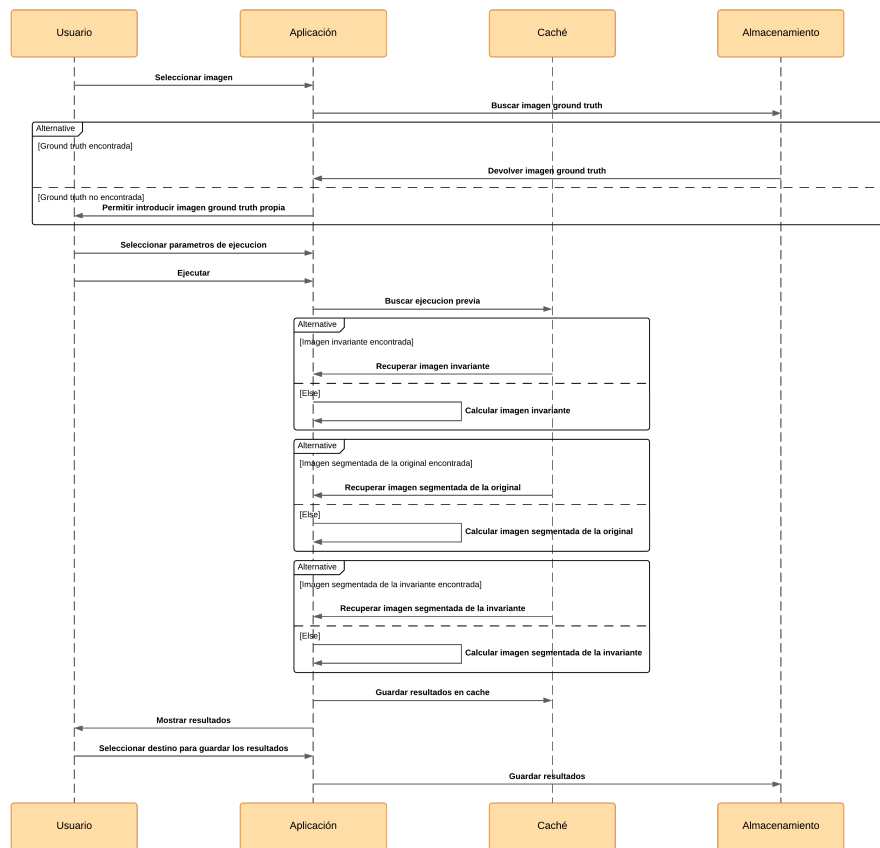 Usuario
Aplicación
Caché
Almacenamiento
Seleccionar imagen
Buscar imagen ground truth
Alternative
[Ground truth encontrada]
Devolver imagen ground truth
[Ground truth no encontrada]
Permitir introducir imagen ground truth propia
Seleccionar parametros de ejecucion
Ejecutar
Buscar ejecucion previa
Alternative
[Imagen invariante encontrada]
Recuperar imagen invariante
[Else]
Calcular imagen invariante
Alternative
[Imagen segmentada de la original encontrada]
Recuperar imagen segmentada de la original
[Else]
Calcular imagen segmentada de la original
Alternative
[Imagen segmentada de la invariante encontrada]
Recuperar imagen segmentada de la invariante
[Else]
Calcular imagen segmentada de la invariante
Guardar resultados en cache
Mostrar resultados
Seleccionar destino para guardar los resultados
Guardar resultados
Usuario
Aplicación
Caché
Almacenamiento